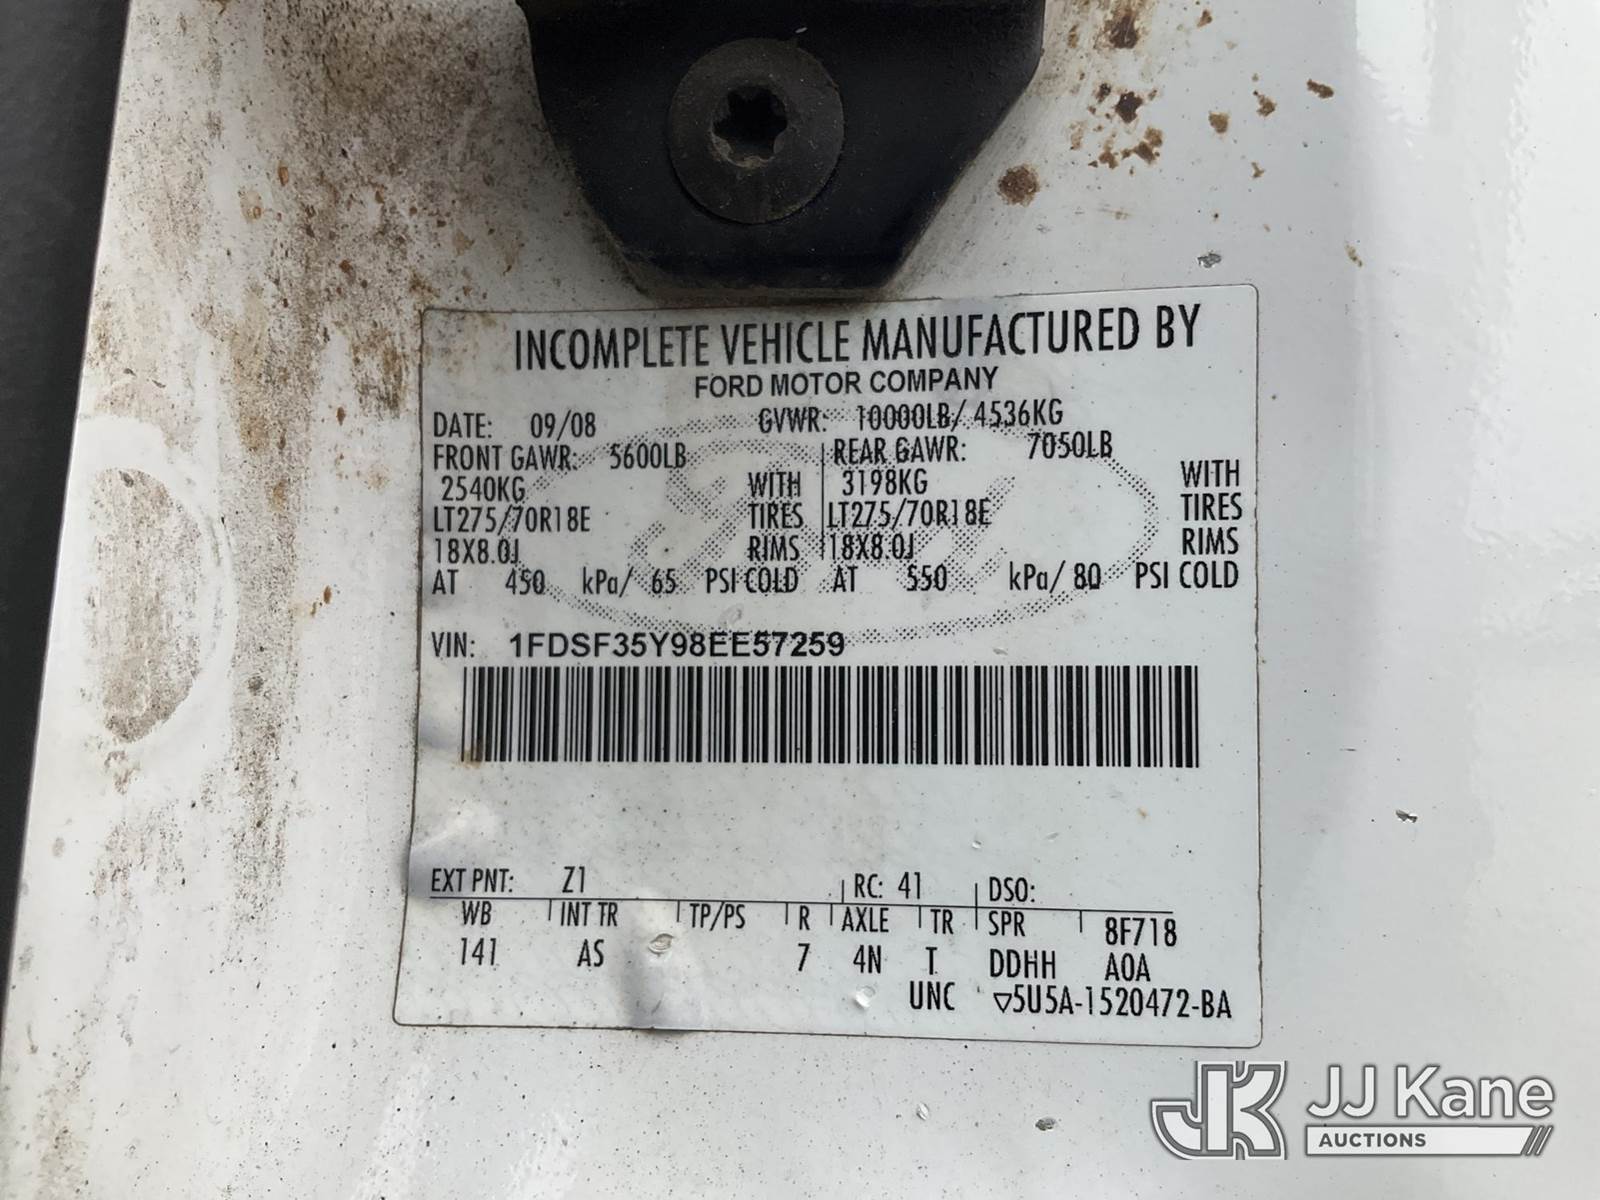 INCOMPLETE VEHICLE MANUFACTURED BY
FORD MOTOR COMPANY
DATE: 09/08 GVWR: 10000LB/ 4536KG
FRONT GAWR: 5600LB REAR GAWR: 7050LB
2540KG WITH 3198KG WITH
LT275/70R18E TIRES LT275/70R18E TIRES
18X8.0J RIMS 18X8.0J RIMS
AT 450 kPa/ 65 PSI COLD AT 550 kPa/ 80 PSI COLD
VIN: 1FDSF35Y98EE57259
EXT PNT: Z1 RC: 41 DSO:
WB INT TR TP/PS R AXLE TR SPR 8F718
141 AS 7 4N T DDHH A0A
UNC ▽5U5A-1520472-BA
JK JJ Kane
AUCTIONS